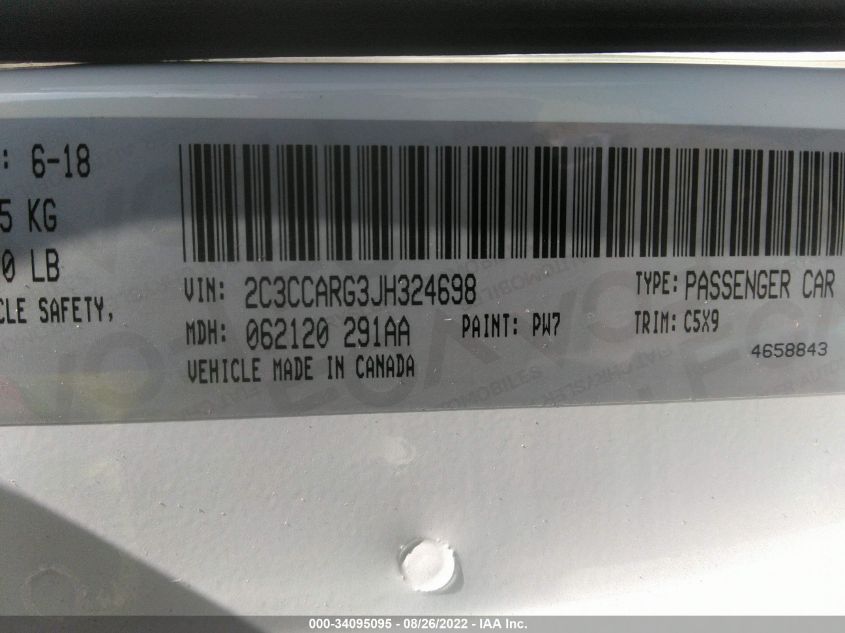 : 6-18
5 KG
0 LB
CLE SAFETY,
VIN: 2C3CCARG3JH324698
TYPE: PASSENGER CAR
MDH: 062120 291AA
PAINT: PW7
TRIM: C5X9
VEHICLE MADE IN CANADA
4658843
000-34095095 - 08/26/2022 - IAA Inc.